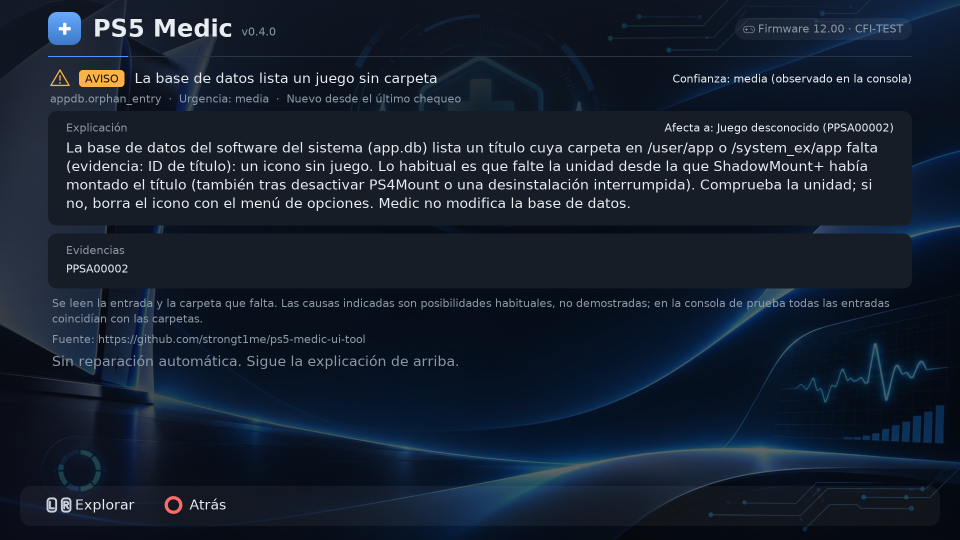 PS5 Medic v0.4.0
Firmware 12.00 · CFI-TEST
AVISO La base de datos lista un juego sin carpeta
Confianza: media (observado en la consola)
appdb.orphan_entry · Urgencia: media · Nuevo desde el último chequeo
Explicación
Afecta a: Juego desconocido (PPSA00002)
La base de datos del software del sistema (app.db) lista un título cuya carpeta en /user/app o /system_ex/app falta
(evidencia: ID de título): un icono sin juego. Lo habitual es que falte la unidad desde la que ShadowMount+ había
montado el título (también tras desactivar PS4Mount o una desinstalación interrumpida). Comprueba la unidad; si
no, borra el icono con el menú de opciones. Medic no modifica la base de datos.
Evidencias
PPSA00002
Se leen la entrada y la carpeta que falta. Las causas indicadas son posibilidades habituales, no demostradas; en la consola de prueba todas las entradas
coincidían con las carpetas.
Fuente: https://github.com/strongt1me/ps5-medic-ui-tool
Sin reparación automática. Sigue la explicación de arriba.
L R Explorar
Atrás